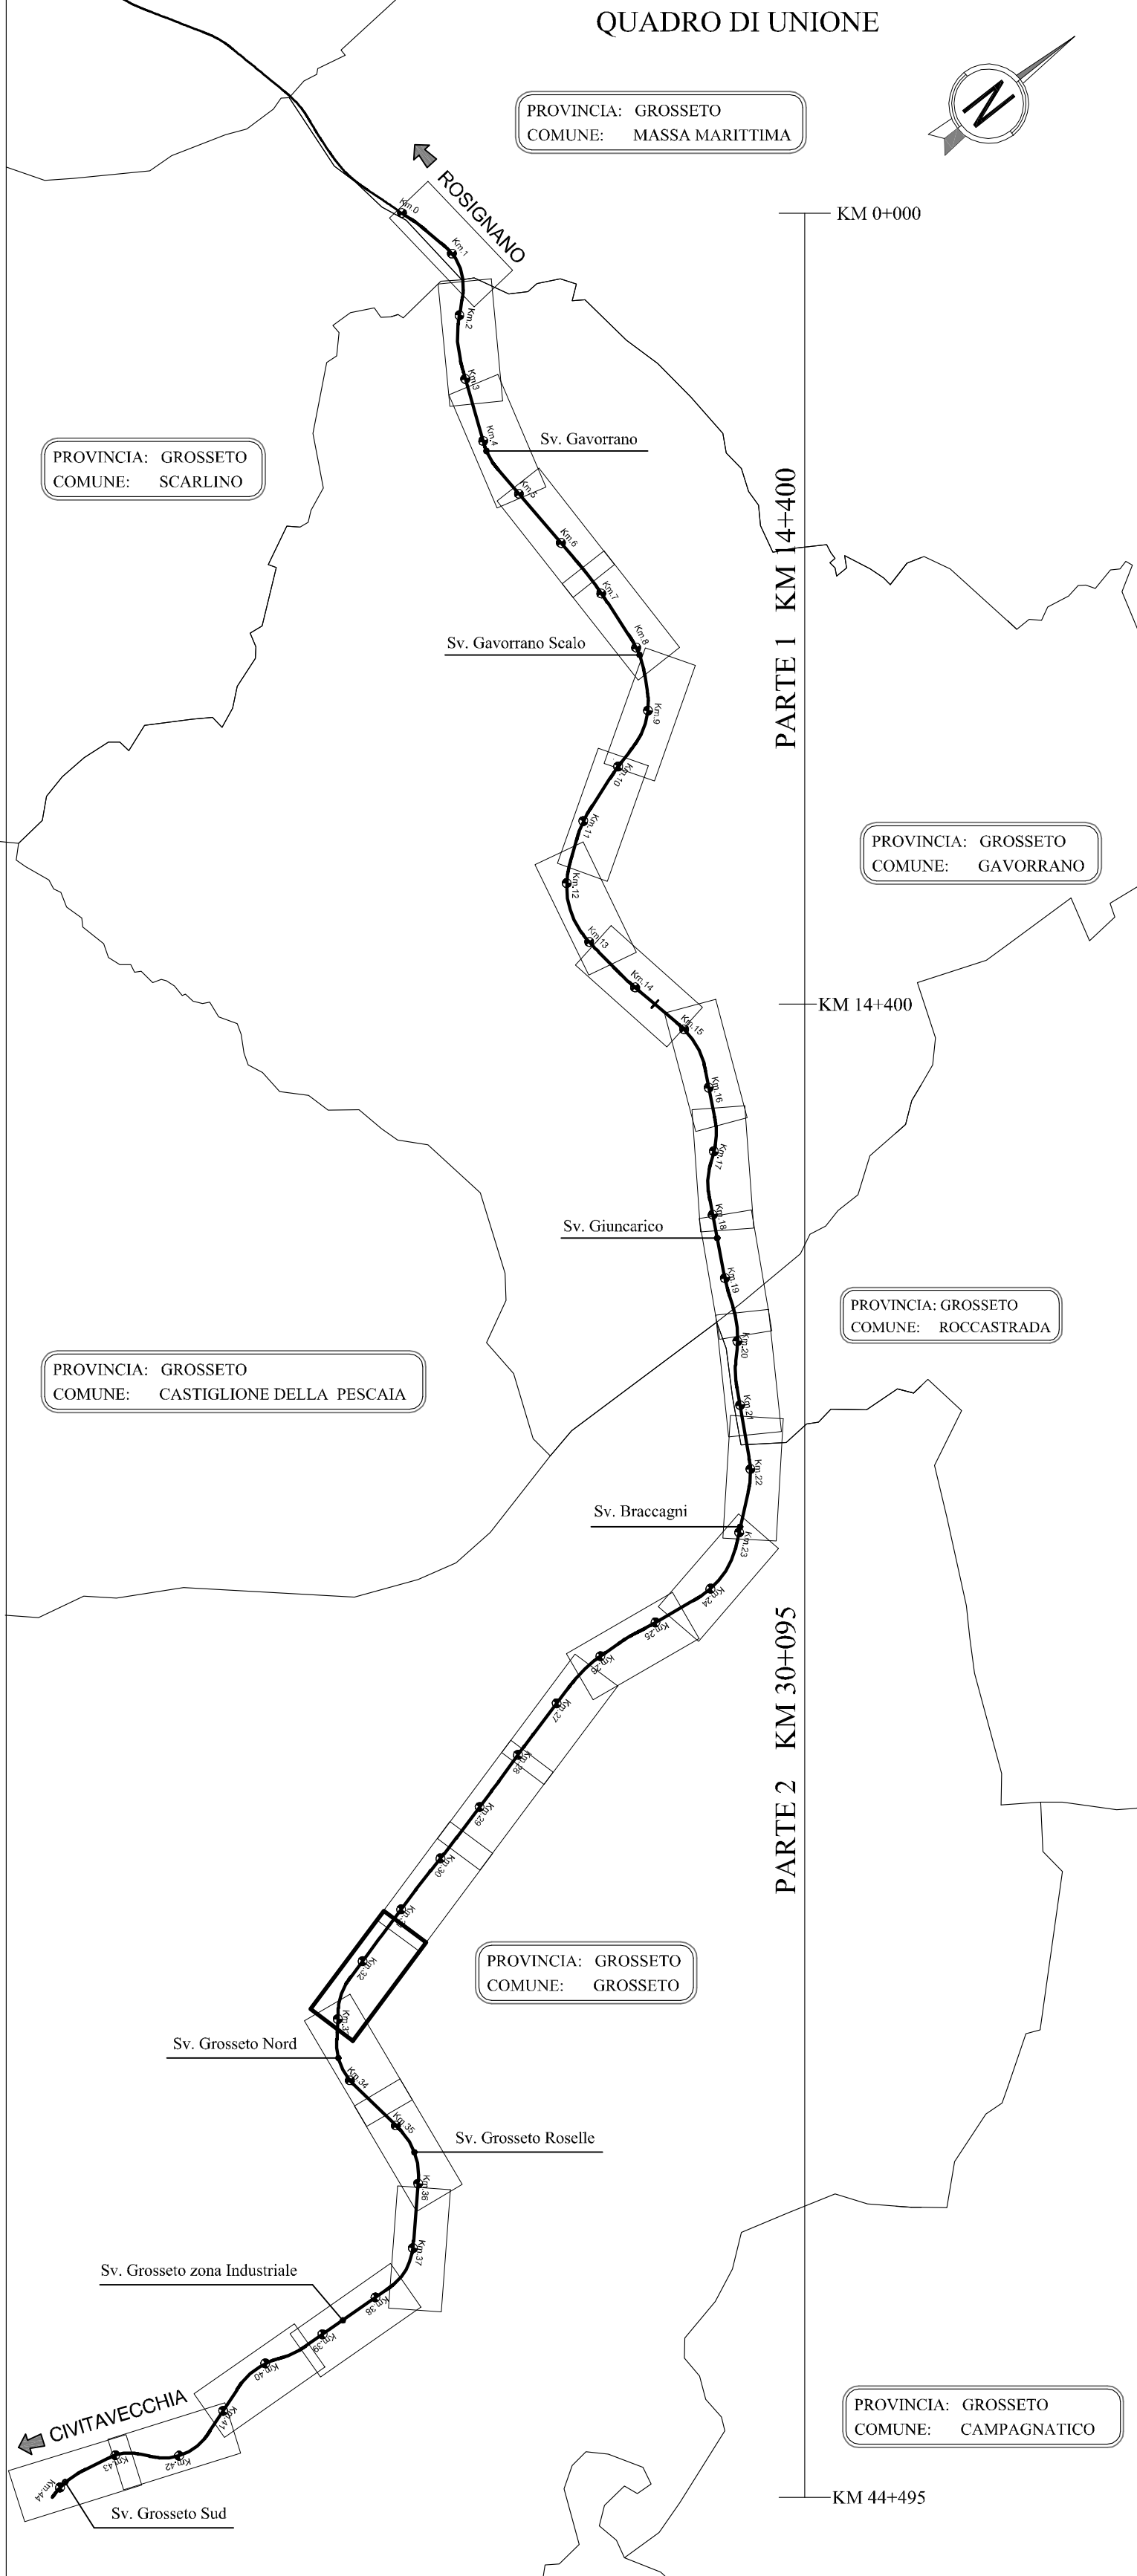 QUADRO DI UNIONE
N
PROVINCIA: GROSSETO
COMUNE: MASSA MARITTIMA
ROSIGNANO
KM 0+000
Km.0
Km.1
Km.2
Km.3
Km.4
Sv. Gavorrano
PROVINCIA: GROSSETO
COMUNE: SCARLINO
Km.5
Km.6
Km.7
PARTE 1 KM 14+400
Km.8
Sv. Gavorrano Scalo
Km.9
Km.10
Km.11
PROVINCIA: GROSSETO
COMUNE: GAVORRANO
Km.12
Km.13
Km.14
KM 14+400
Km.15
Km.16
Km.17
Km.18
Sv. Giuncarico
Km.19
PROVINCIA: GROSSETO
COMUNE: ROCCASTRADA
Km.20
PROVINCIA: GROSSETO
COMUNE: CASTIGLIONE DELLA PESCAIA
Km.21
Km.22
Sv. Braccagni
Km.23
Km.24
Km.25
Km.26
PARTE 2 KM 30+095
Km.27
Km.28
Km.29
Km.30
Km.32
PROVINCIA: GROSSETO
COMUNE: GROSSETO
Sv. Grosseto Nord
Km.34
Km.35
Sv. Grosseto Roselle
Km.36
Km.37
Sv. Grosseto zona Industriale
Km.38
Km.39
Km.40
CIVITAVECCHIA
Km.41
PROVINCIA: GROSSETO
COMUNE: CAMPAGNATICO
Km.42
Km.43
Km.44
KM 44+495
Sv. Grosseto Sud